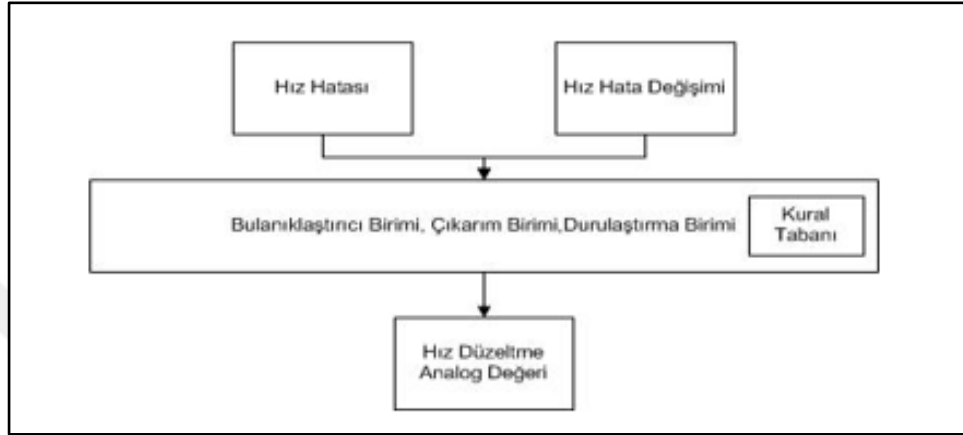 Hız Hatası
Hız Hata Değişimi
Bulanıklaştırıcı Birimi, Çıkarım Birimi,Durulaştırma Birimi
Kural
Tabanı
Hız Düzeltme
Analog Değeri